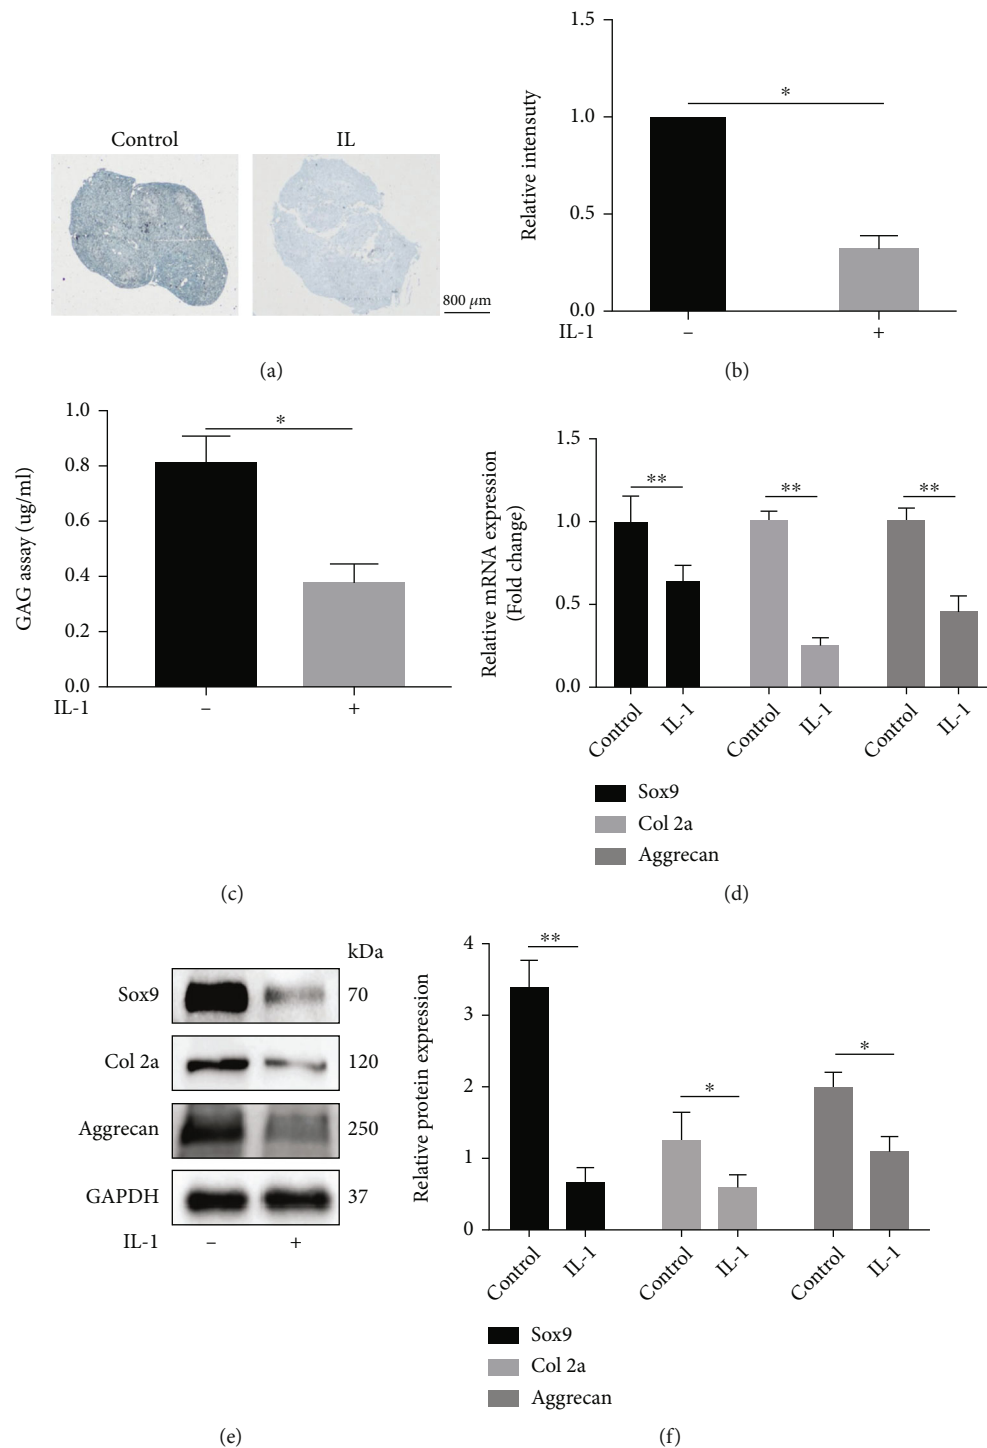 Control
IL
800 μm
(a)
Relative intensuty
1.5
1.0
0.5
0.0
*
IL-1
–
+
(b)
GAG assay (ug/ml)
1.0
0.8
0.6
0.4
0.2
0.0
*
IL-1
–
+
(c)
Relative mRNA expression
(Fold change)
1.5
1.0
0.5
0.0
**
**
**
Control
IL-1
Control
IL-1
Control
IL-1
Sox9
Col 2a
Aggrecan
(d)
kDa
Sox9
70
Col 2a
120
Aggrecan
250
GAPDH
37
IL-1
–
+
(e)
Relative protein expression
4
3
2
1
0
**
*
*
Control
IL-1
Control
IL-1
Control
IL-1
Sox9
Col 2a
Aggrecan
(f)